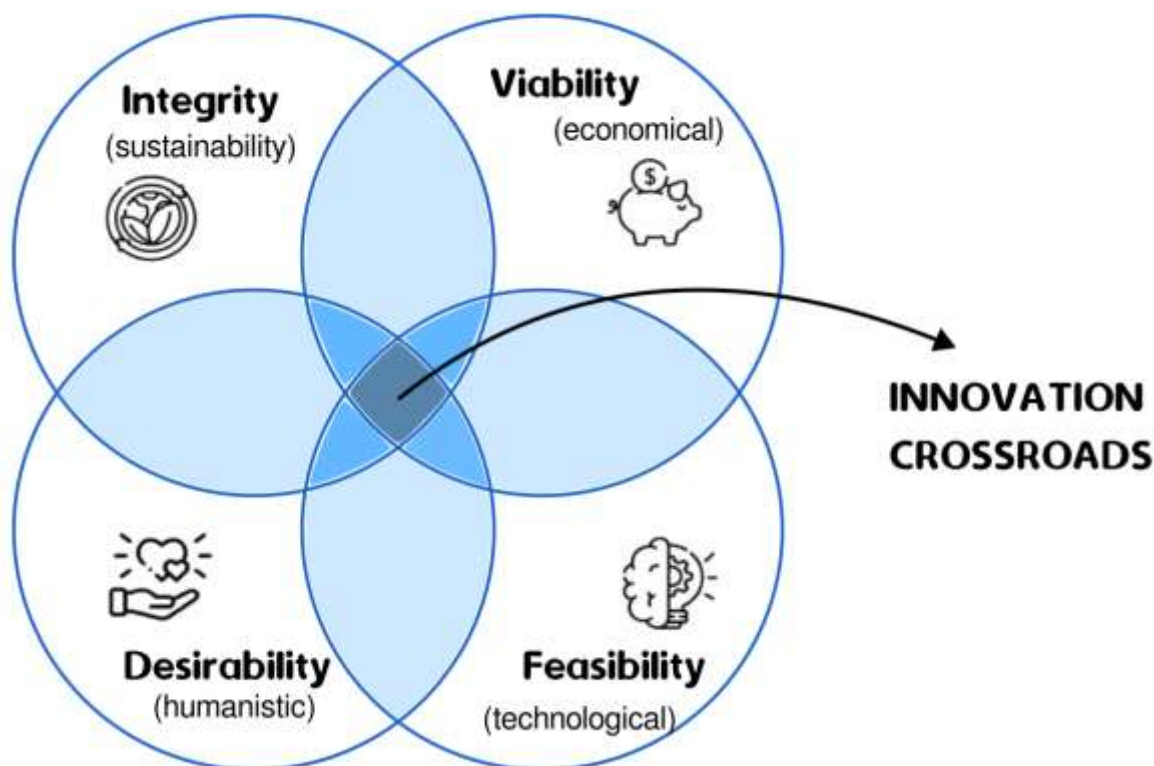 Integrity
(sustainability)
Viability
(economical)
$
INNOVATION
CROSSROADS
Desirability
(humanistic)
Feasibility
(technological)